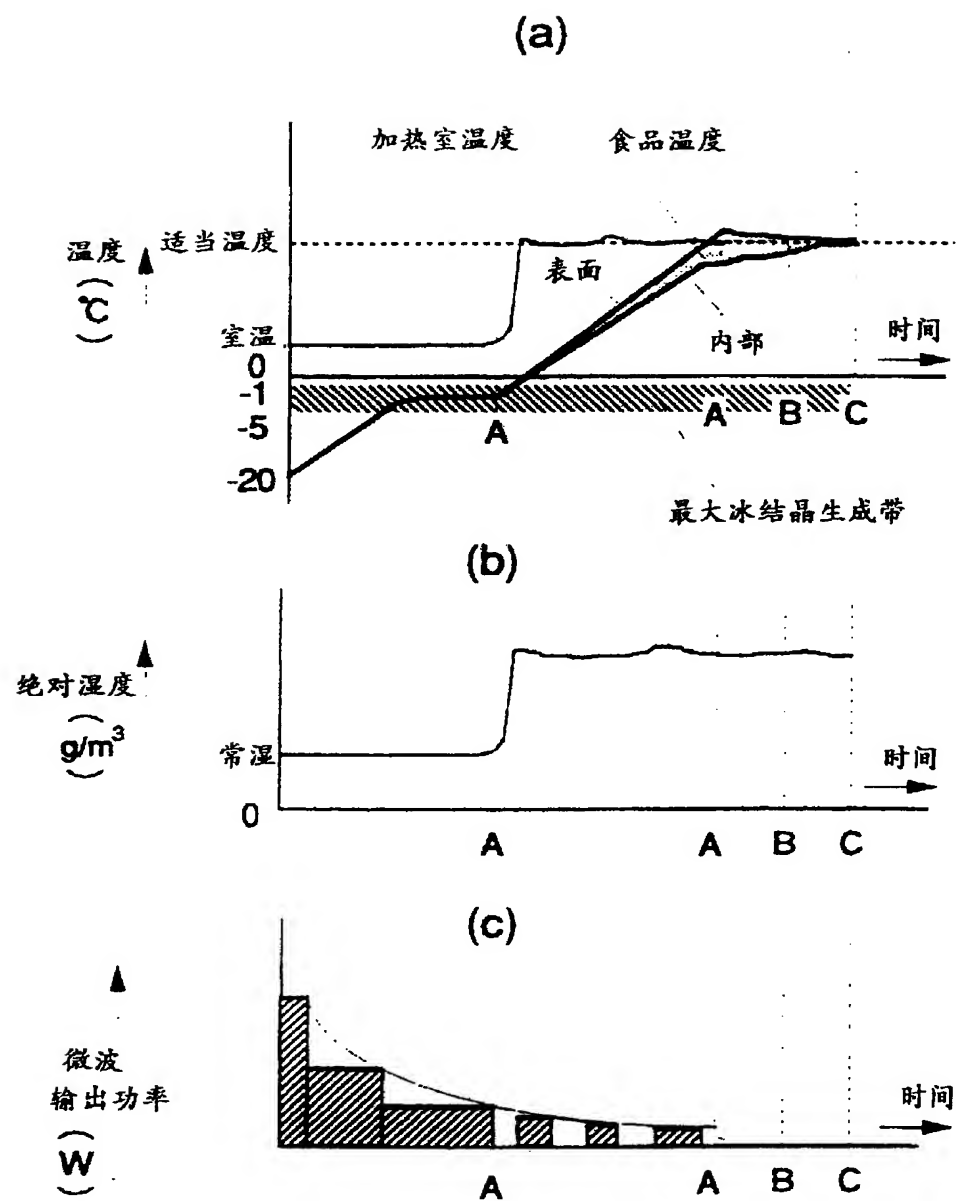 (a)
加热室温度
食品温度
温度
(℃)
适当温度
表面
室温
内部
时间
0
-1
-5
-20
A
A
B
C
最大冰结晶生成带
(b)
绝对湿度
(g/m³)
常湿
时间
0
A
A
B
C
(c)
微波
输出功率
(W)
时间
A
A
B
C